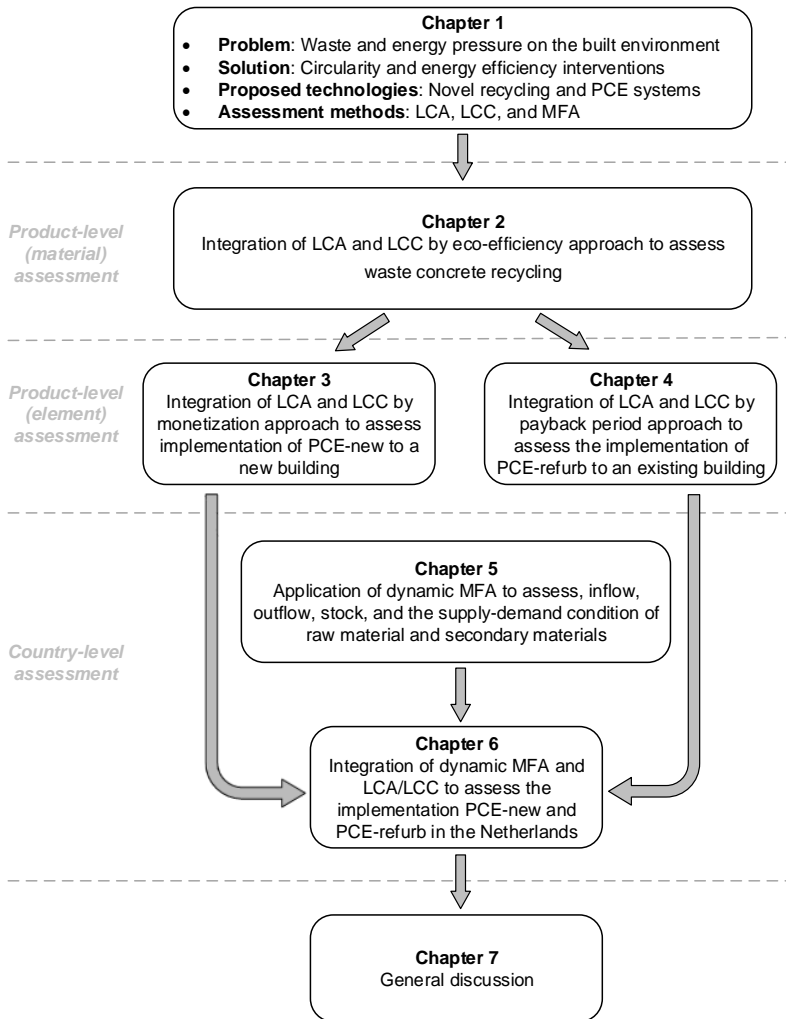 Chapter 1
• Problem: Waste and energy pressure on the built environment
• Solution: Circularity and energy efficiency interventions
• Proposed technologies: Novel recycling and PCE systems
• Assessment methods: LCA, LCC, and MFA
Product-level
(material)
assessment
Chapter 2
Integration of LCA and LCC by eco-efficiency approach to assess
waste concrete recycling
Product-level
(element)
assessment
Chapter 3
Integration of LCA and LCC by
monetization approach to assess
implementation of PCE-new to a
new building
Chapter 4
Integration of LCA and LCC by
payback period approach to
assess the implementation of
PCE-refurb to an existing building
Country-level
assessment
Chapter 5
Application of dynamic MFA to assess, inflow,
outflow, stock, and the supply-demand condition of
raw material and secondary materials
Chapter 6
Integration of dynamic MFA and
LCA/LCC to assess the
implementation PCE-new and
PCE-refurb in the Netherlands
Chapter 7
General discussion